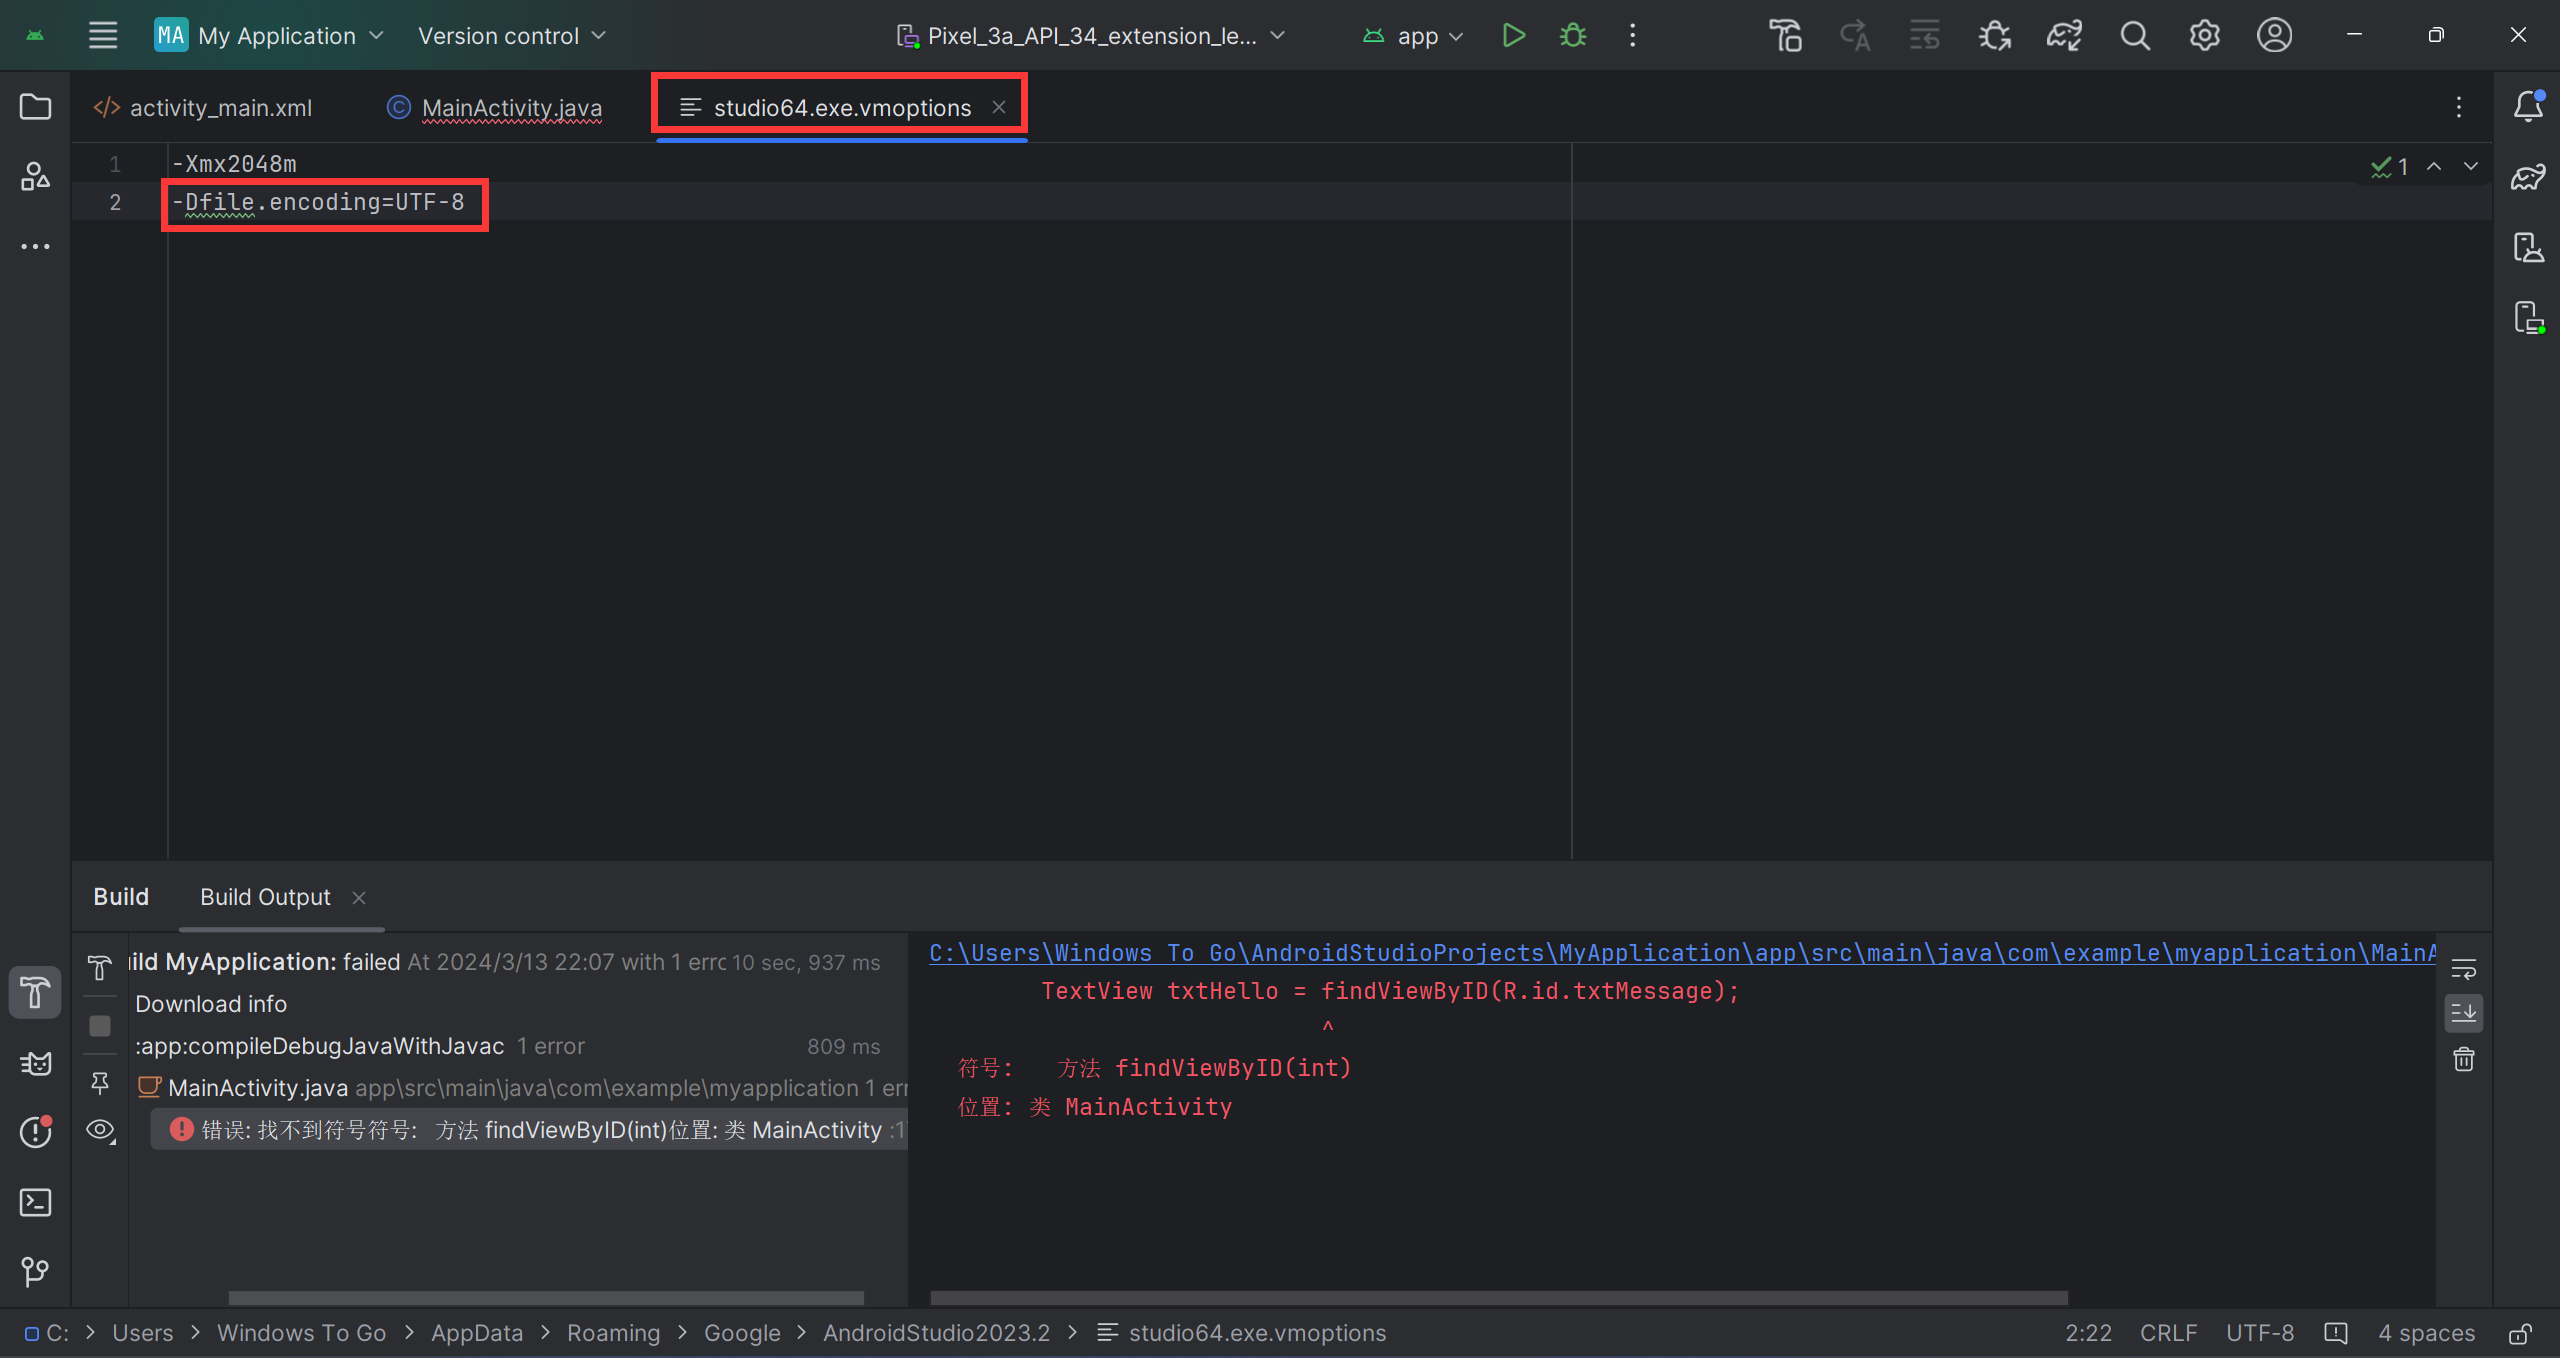 MA My Application Version control Pixel_3a_API_34_extension_le... app
activity_main.xml MainActivity.java studio64.exe.vmoptions
1 -Xmx2048m
1
2 -Dfile.encoding=UTF-8
Build Build Output
ild MyApplication: failed At 2024/3/13 22:07 with 1 errc 10 sec, 937 ms
Download info
:app:compileDebugJavaWithJavac 1 error 809 ms
MainActivity.java app\src\main\java\com\example\myapplication 1 err
错误: 找不到符号符号: 方法 findViewByID(int)位置: 类 MainActivity :1
C:\Users\Windows To Go\AndroidStudioProjects\MyApplication\app\src\main\java\com\example\myapplication\MainA
TextView txtHello = findViewByID(R.id.txtMessage);
^
符号: 方法 findViewByID(int)
位置: 类 MainActivity
C: > Users > Windows To Go > AppData > Roaming > Google > AndroidStudio2023.2 > studio64.exe.vmoptions
2:22 CRLF UTF-8 4 spaces